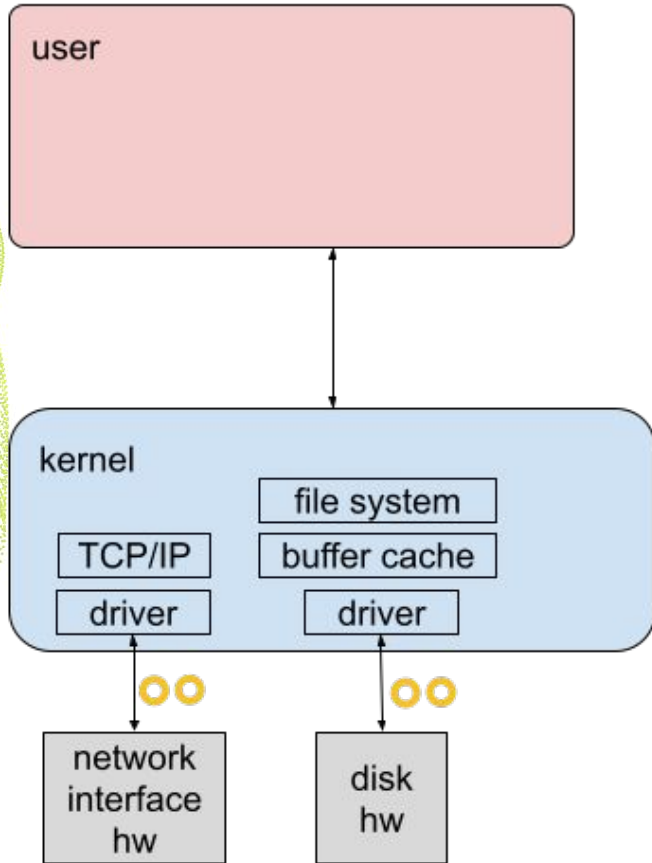 user
kernel
file system
TCP/IP
buffer cache
driver
driver
network
interface
hw
disk
hw